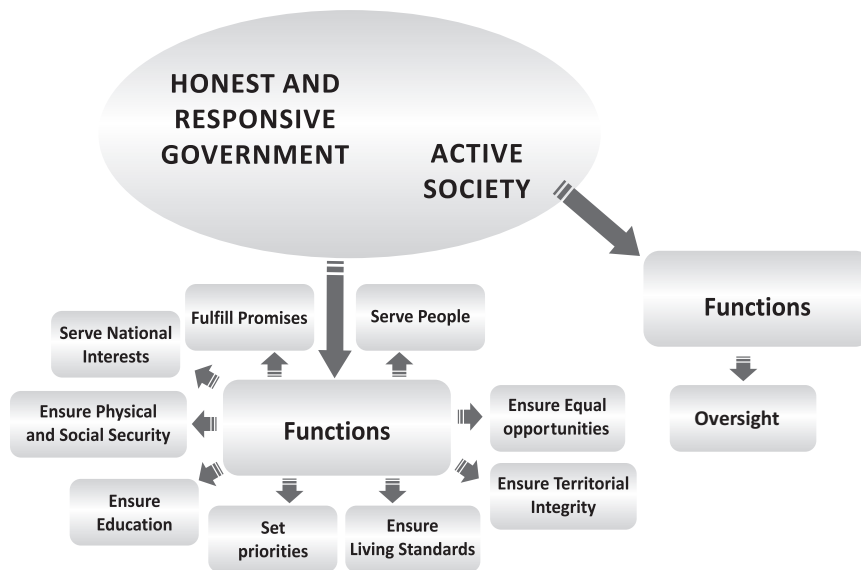 HONEST AND
RESPONSIVE
GOVERNMENT
ACTIVE
SOCIETY
Functions
Oversight
Fulfill Promises
Serve People
Serve National
Interests
Ensure Physical
and Social Security
Functions
Ensure Equal
opportunities
Ensure Territorial
Integrity
Ensure
Education
Set
priorities
Ensure
Living Standards